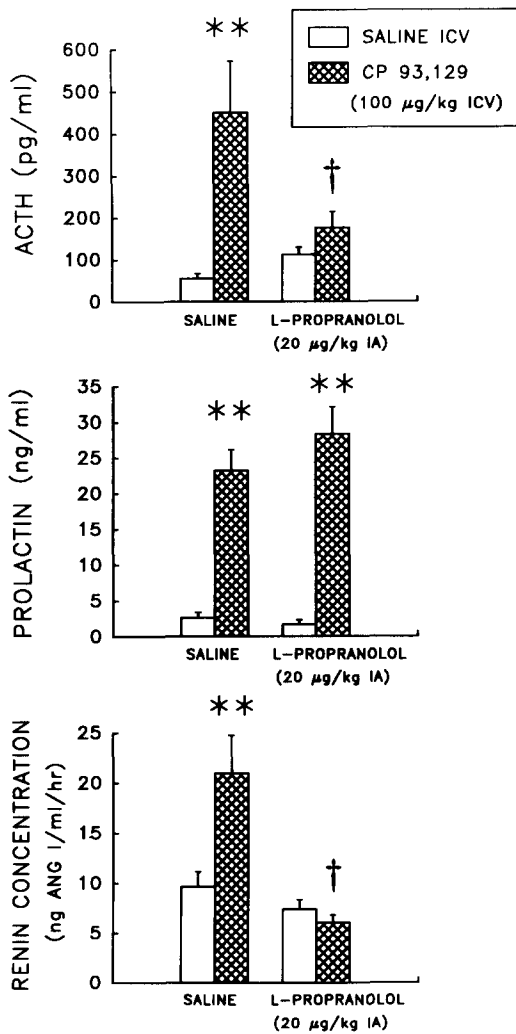 SALINE ICV
CP 93,129
(100 μg/kg ICV)
**
600
500
400
300
200
100
0
ACTH (pg/ml)
†
SALINE
L-PROPRANOLOL
(20 μg/kg IA)
**
**
35
30
25
20
15
10
5
0
PROLACTIN (ng/ml)
SALINE
L-PROPRANOLOL
(20 μg/kg IA)
**
25
20
15
10
5
0
RENIN CONCENTRATION
(ng ANG I/ml/hr)
†
SALINE
L-PROPRANOLOL
(20 μg/kg IA)